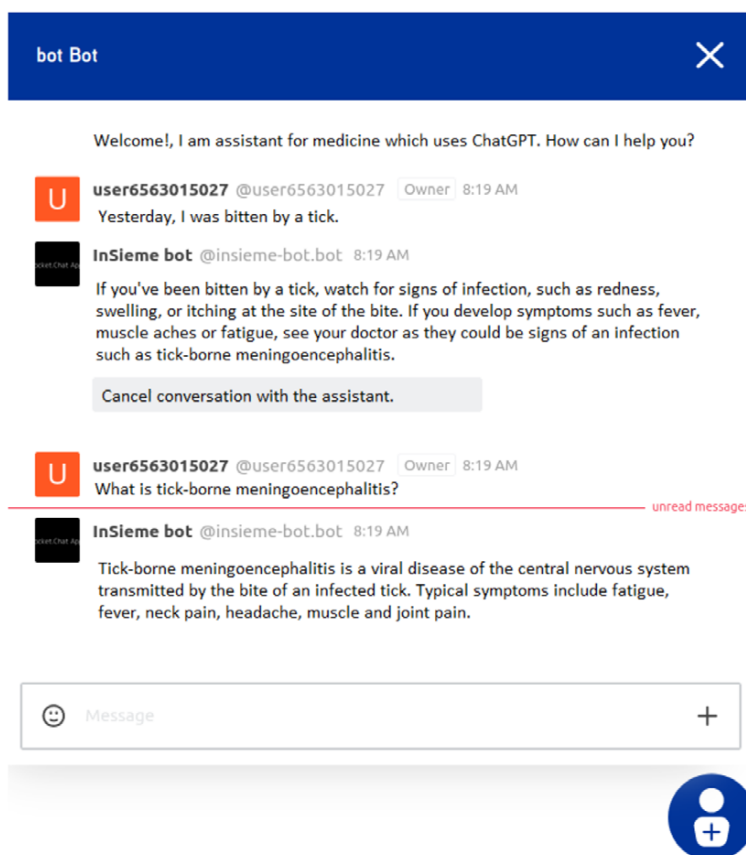 bot Bot
Welcome!, I am assistant for medicine which uses ChatGPT. How can I help you?
U
user6563015027 @user6563015027 Owner 8:19 AM
Yesterday, I was bitten by a tick.
InSieme bot @insieme-bot.bot 8:19 AM
If you've been bitten by a tick, watch for signs of infection, such as redness,
swelling, or itching at the site of the bite. If you develop symptoms such as fever,
muscle aches or fatigue, see your doctor as they could be signs of an infection
such as tick-borne meningoencephalitis.
Cancel conversation with the assistant.
U
user6563015027 @user6563015027 Owner 8:19 AM
What is tick-borne meningoencephalitis?
unread messages
InSieme bot @insieme-bot.bot 8:19 AM
Tick-borne meningoencephalitis is a viral disease of the central nervous system
transmitted by the bite of an infected tick. Typical symptoms include fatigue,
fever, neck pain, headache, muscle and joint pain.
Message